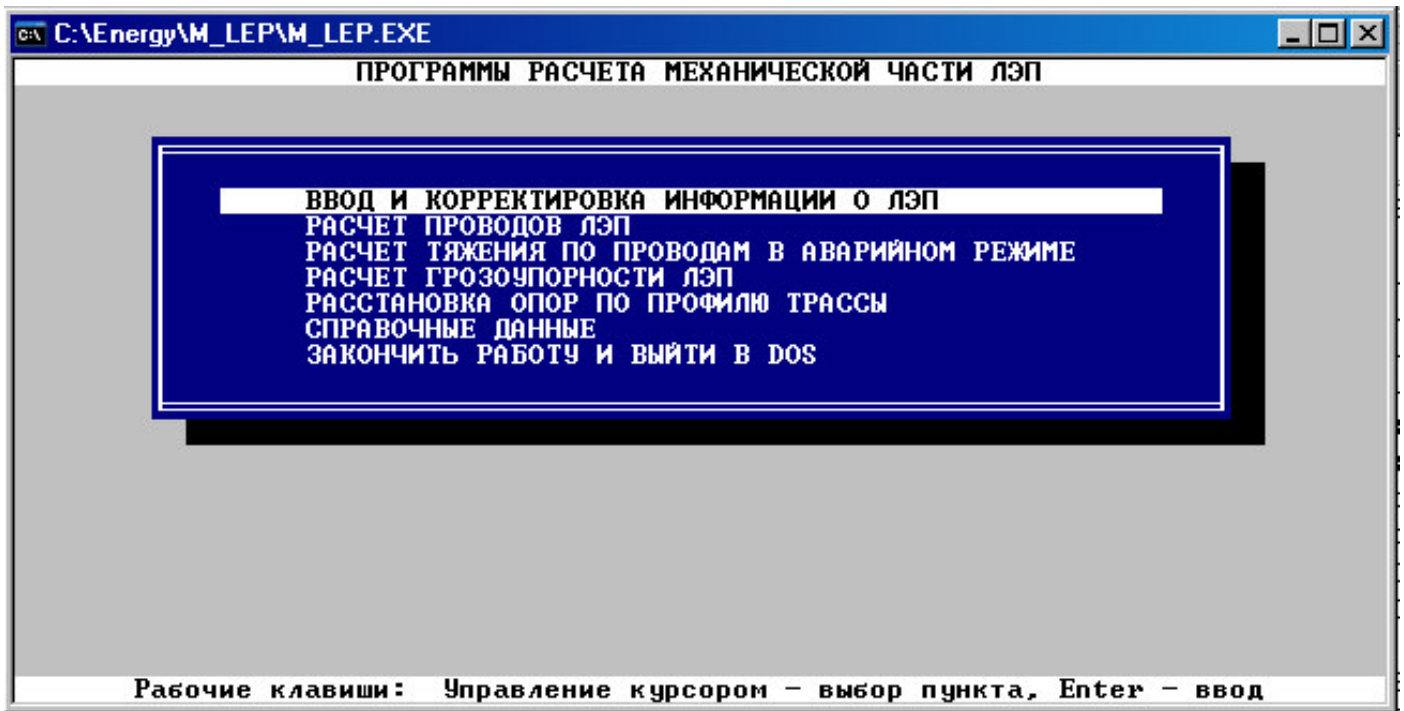 C:\Energy\M_LEP\M_LEP.EXE
ПРОГРАММЫ РАСЧЕТА МЕХАНИЧЕСКОЙ ЧАСТИ ЛЭП
ВВОД И КОРРЕКТИРОВКА ИНФОРМАЦИИ О ЛЭП
РАСЧЕТ ПРОВОДОВ ЛЭП
РАСЧЕТ ТЯЖЕНИЯ ПО ПРОВОДАМ В АВАРИЙНОМ РЕЖИМЕ
РАСЧЕТ ГРОЗОУПОРНОСТИ ЛЭП
РАССТАНОВКА ОПОР ПО ПРОФИЛЮ ТРАССЫ
СПРАВОЧНЫЕ ДАННЫЕ
ЗАКОНЧИТЬ РАБОТУ И ВЫЙТИ В DOS
Рабочие клавиши: Управление курсором - выбор пункта, Enter - ввод